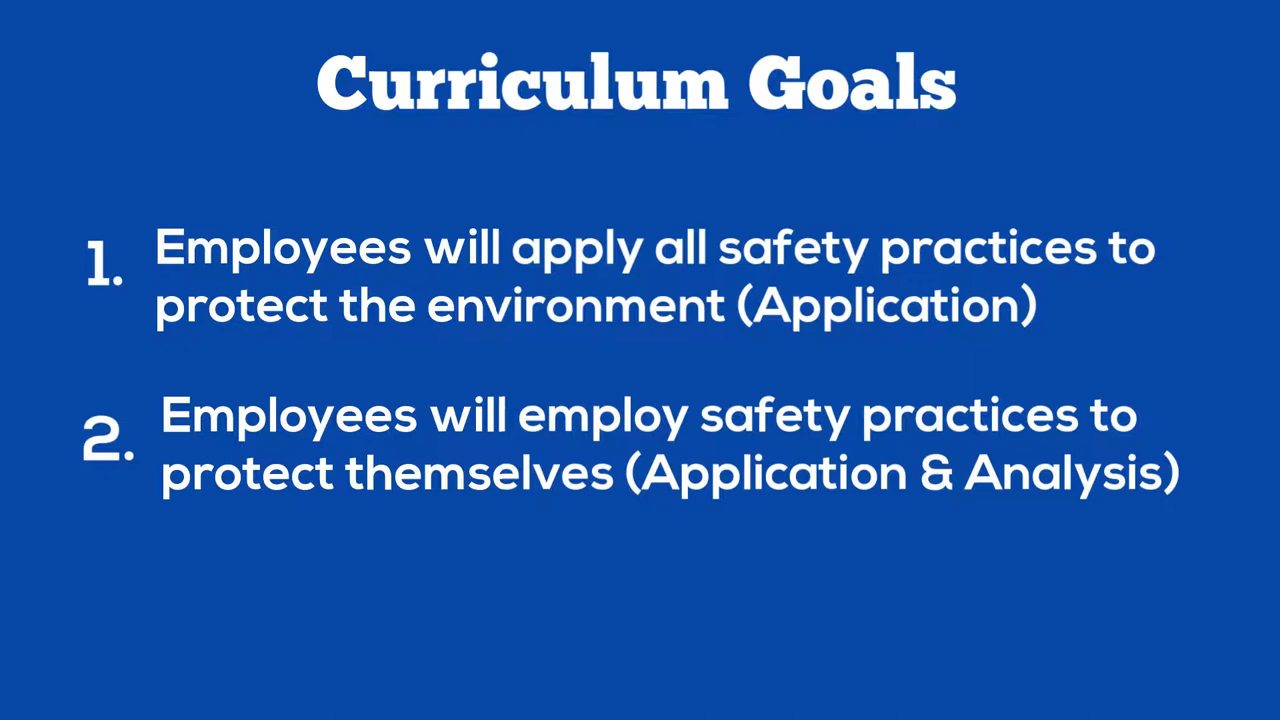 Curriculum Goals
1. Employees will apply all safety practices to
protect the environment (Application)
2. Employees will employ safety practices to
protect themselves (Application & Analysis)